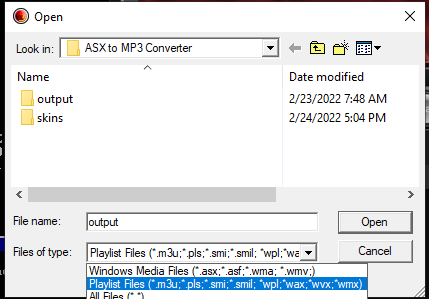 Open
Look in: ASX to MP3 Converter
Name Date modified
output 2/23/2022 7:48 AM
skins 2/24/2022 5:04 PM
File name: output Open
Files of type: Playlist Files (*.m3u;*.pls;*.smi;*.smil; *wpl;*wa Cancel
Windows Media Files (*.asx;*.asf;*.wma; *.wmv;)
Playlist Files (*.m3u;*.pls;*.smi;*.smil; *wpl;*wax;*wvx;*wmx)
All Files (*.*)